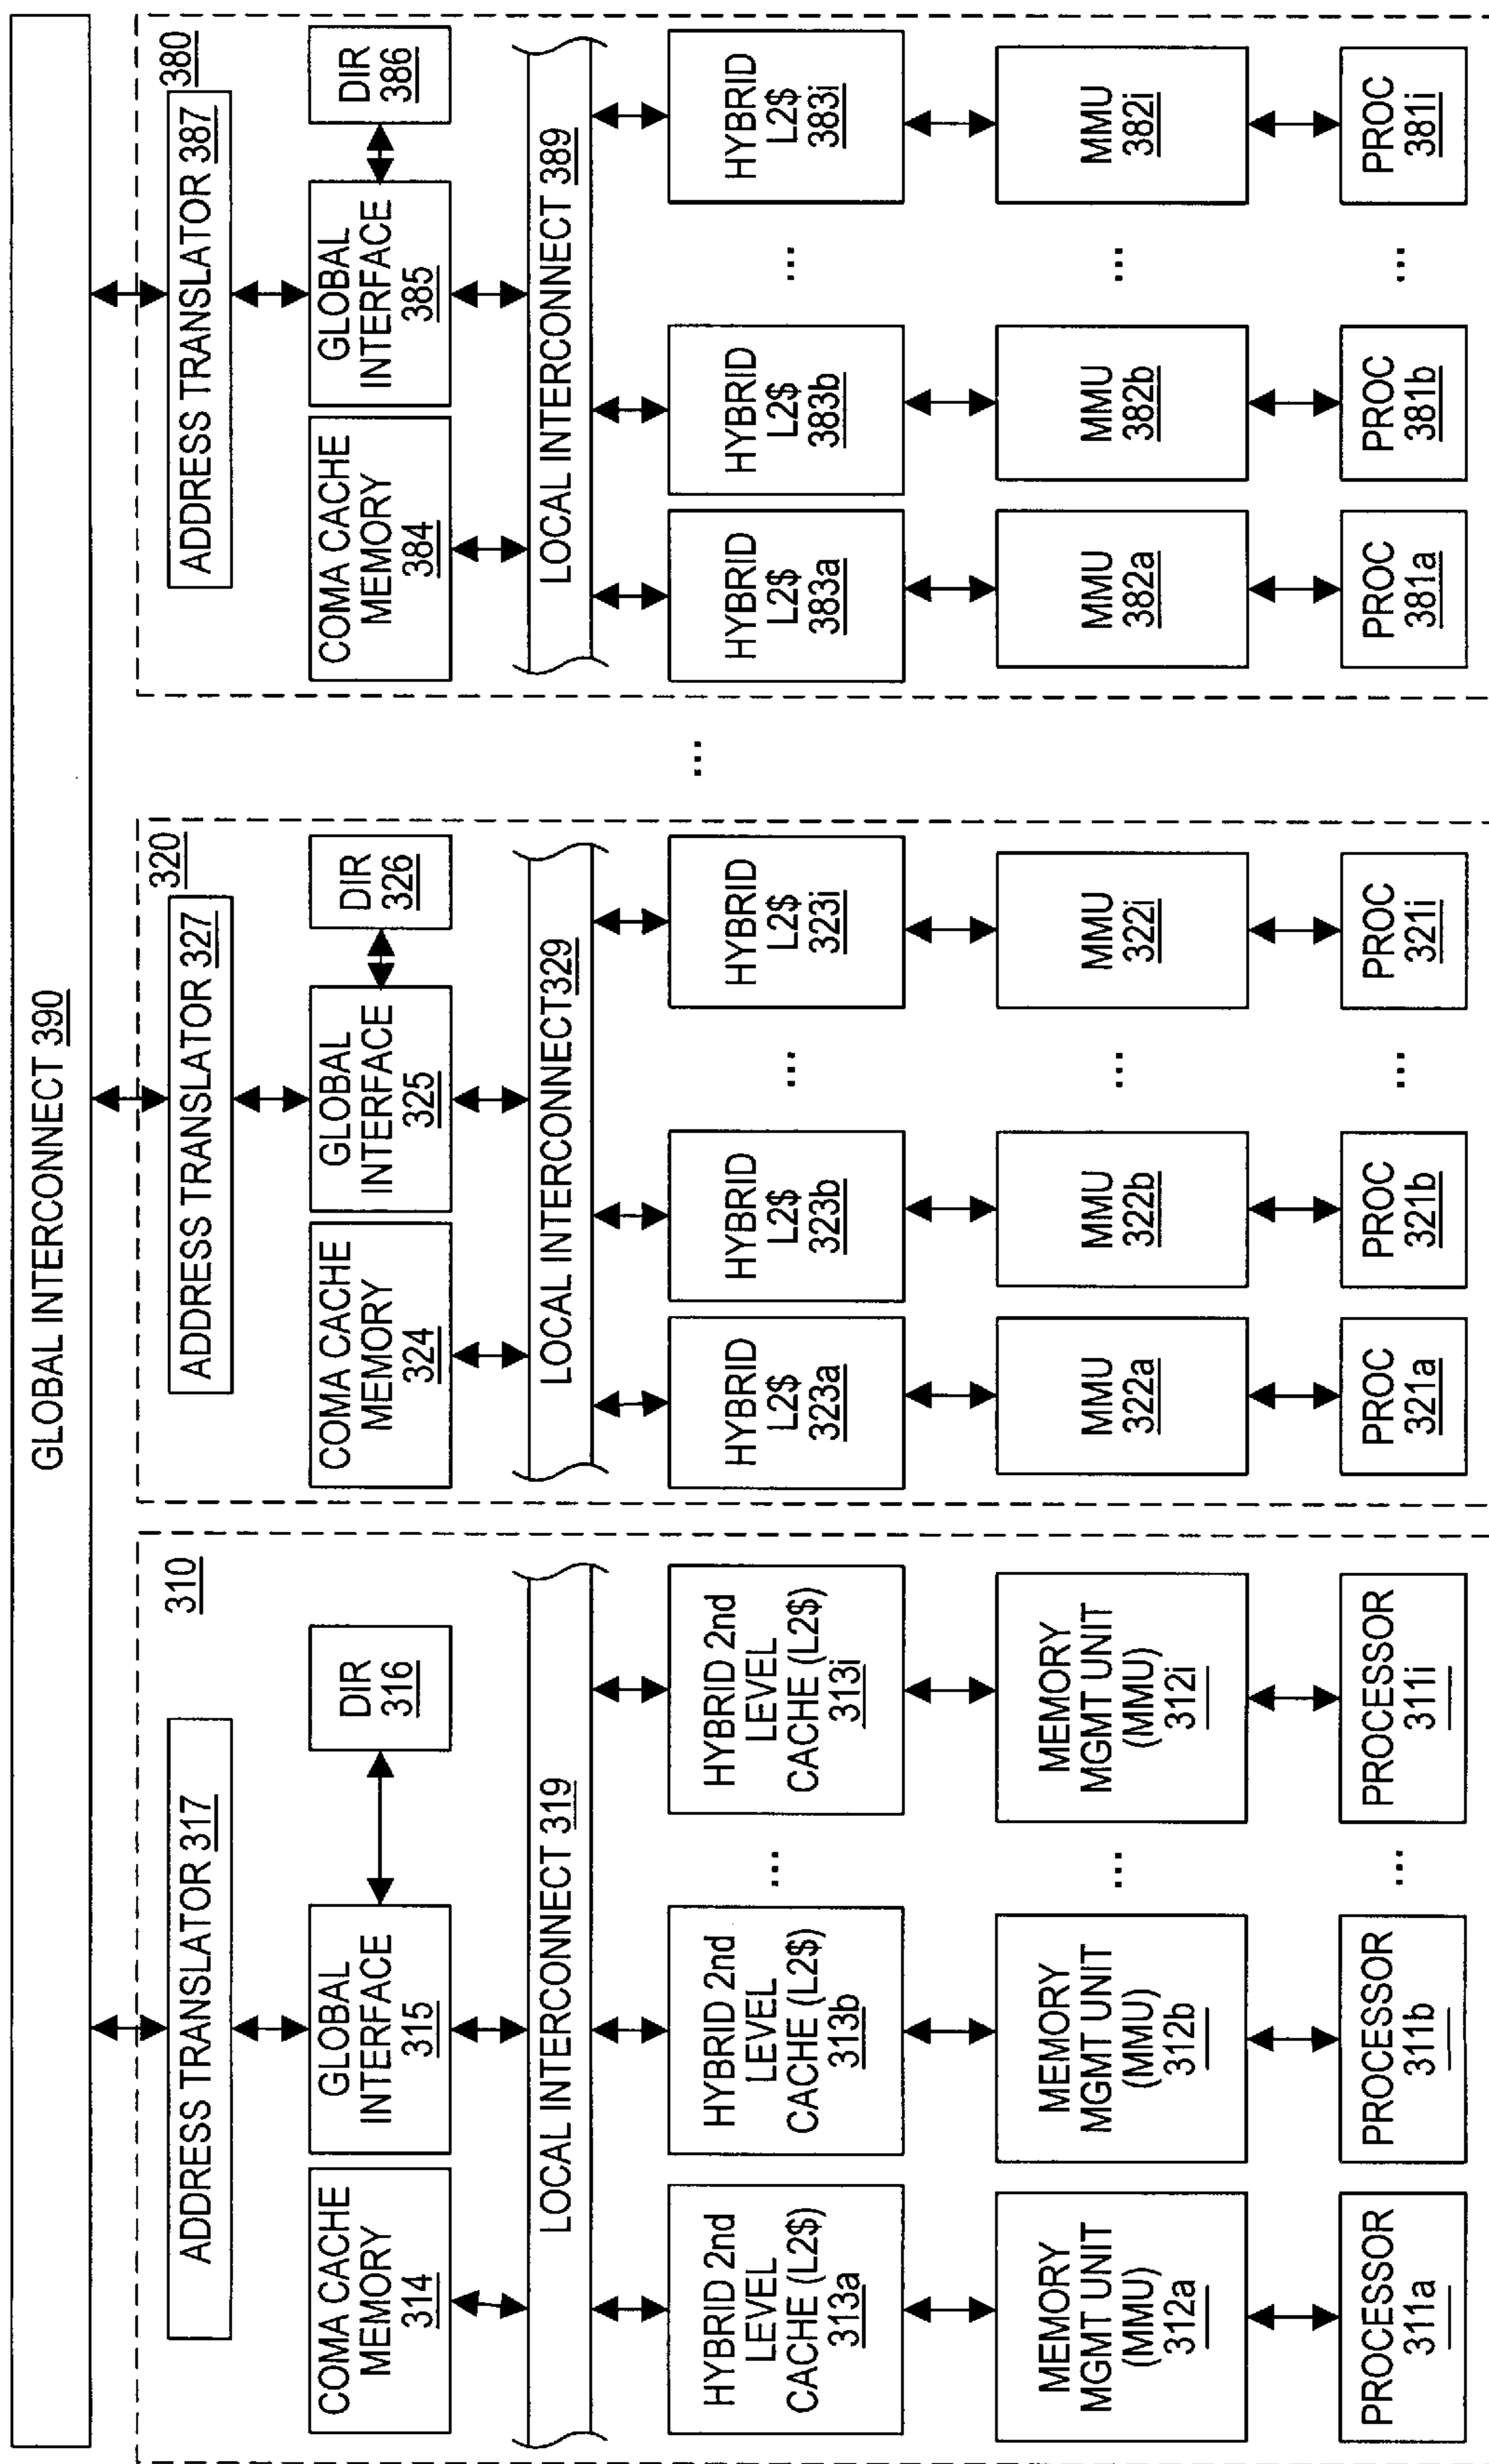 GLOBAL INTERCONNECT 390
310
ADDRESS TRANSLATOR 317
COMA CACHE
MEMORY
314
GLOBAL
INTERFACE
315
DIR
316
LOCAL INTERCONNECT 319
HYBRID 2nd
LEVEL
CACHE (L2$)
313a
HYBRID 2nd
LEVEL
CACHE (L2$)
313b
...
HYBRID 2nd
LEVEL
CACHE (L2$)
313i
MEMORY
MGMT UNIT
(MMU)
312a
MEMORY
MGMT UNIT
(MMU)
312b
...
MEMORY
MGMT UNIT
(MMU)
312i
PROCESSOR
311a
PROCESSOR
311b
...
PROCESSOR
311i
320
ADDRESS TRANSLATOR 327
COMA CACHE
MEMORY
324
GLOBAL
INTERFACE
325
DIR
326
LOCAL INTERCONNECT329
HYBRID
L2$
323a
HYBRID
L2$
323b
...
HYBRID
L2$
323i
MMU
322a
MMU
322b
...
MMU
322i
PROC
321a
PROC
321b
...
PROC
321i
...
380
ADDRESS TRANSLATOR 387
COMA CACHE
MEMORY
384
GLOBAL
INTERFACE
385
DIR
386
LOCAL INTERCONNECT 389
HYBRID
L2$
383a
HYBRID
L2$
383b
...
HYBRID
L2$
383i
MMU
382a
MMU
382b
...
MMU
382i
PROC
381a
PROC
381b
...
PROC
381i